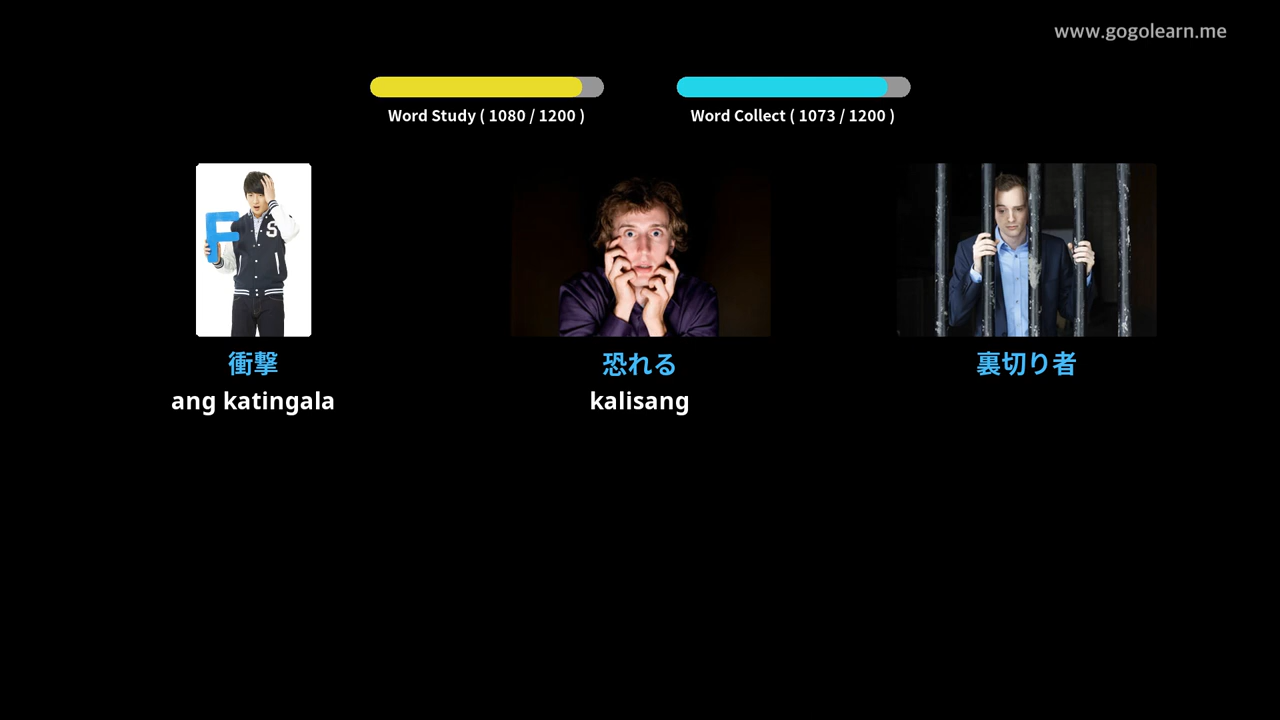 www.gogolearn.me
Word Study ( 1080 / 1200 )
Word Collect ( 1073 / 1200 )
F
S
衝撃
恐れる
裏切り者
ang katingala
kalisang